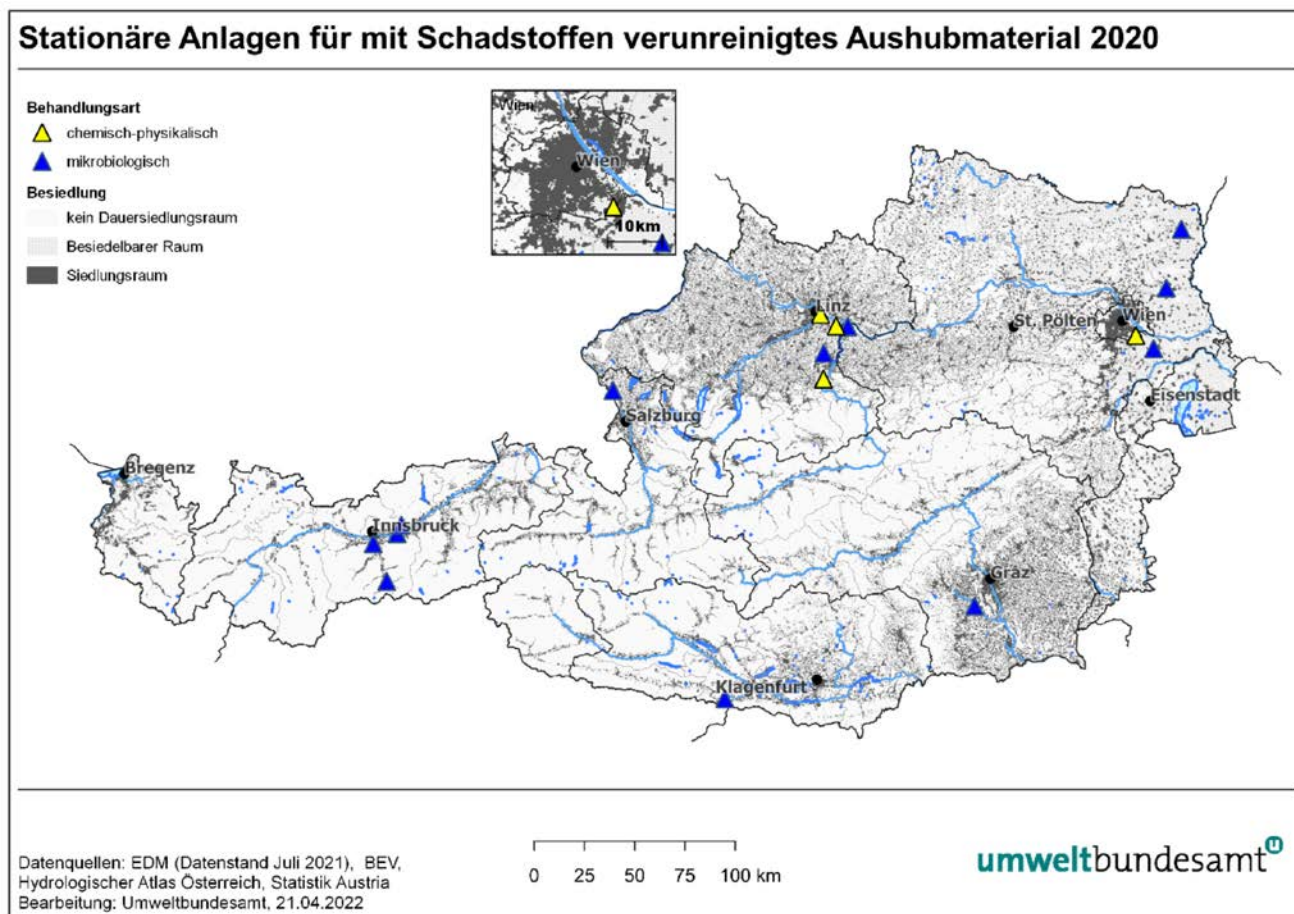 Stationäre Anlagen für mit Schadstoffen verunreinigtes Aushubmaterial 2020
Behandlungsart
chemisch-physikalisch
mikrobiologisch
Besiedlung
kein Dauersiedlungsraum
Besiedelbarer Raum
Siedlungsraum
Wien
Wien
10km
Linz
St. Pölten
Wien
Eisenstadt
Salzburg
Bregenz
Innsbruck
Graz
Klagenfurt
Datenquellen: EDM (Datenstand Juli 2021), BEV,
Hydrologischer Atlas Österreich, Statistik Austria
Bearbeitung: Umweltbundesamt, 21.04.2022
0 25 50 75 100 km
umweltbundesamt